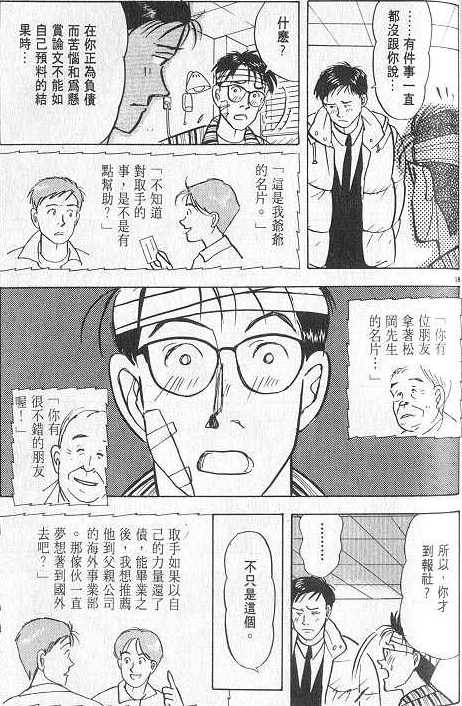 ……有件事一直
都沒跟你說…
什麼？
在你正為負債
而苦惱和為懸
賞論文不能如
自己預料的結
果時…
「這是我爺爺
的名片。」
「不知道
對取手的
事，是不是有
點幫助？」
18
「你有
位朋友
拿著松
岡先生
的名片…」
「你有
很不錯的朋友
喔！」
所以，你才
到報社？
………
不只是這個。
取手如果以自
己的力量還了
債，能畢業之
後，我想推薦
他到父親公司
的海外事業部
。那傢伙一直
夢想著到國外
去吧？」